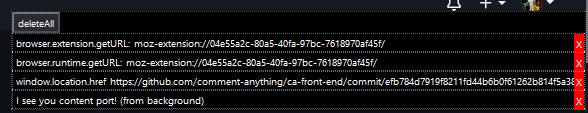 deleteAll
browser.extension.getURL: moz-extension://04e55a2c-80a5-40fa-97bc-7618970af45f/
X
browser.runtime.getURL: moz-extension://04e55a2c-80a5-40fa-97bc-7618970af45f/
X
window.location.href https://github.com/comment-anything/ca-front-end/commit/efb784d7919f8211fd44b6b0f61262b814f5a38
X
I see you content port! (from background)
X